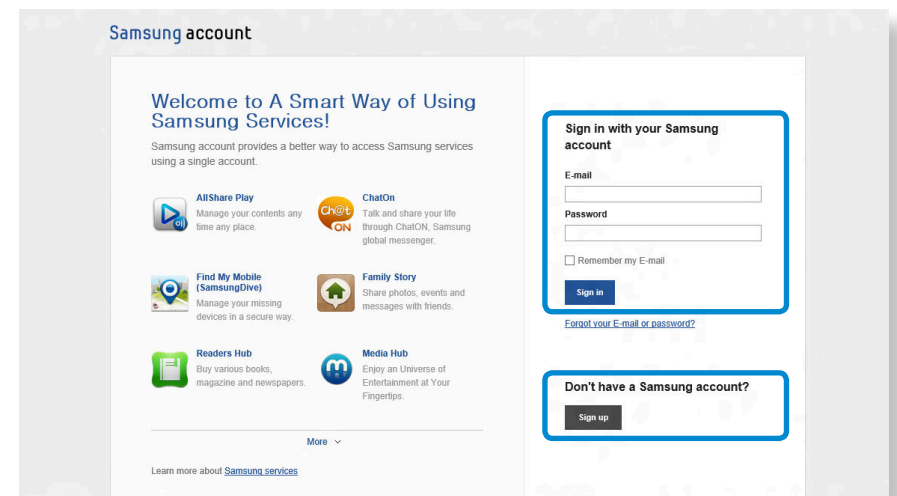 Samsung account
Welcome to A Smart Way of Using
Samsung Services!
Samsung account provides a better way to access Samsung services
using a single account.
AllShare Play
Manage your contents any
time any place.
Ch@t
ON
ChatOn
Talk and share your life
through ChatON, Samsung
global messenger.
Find My Mobile
(SamsungDive)
Manage your missing
devices in a secure way.
Family Story
Share photos, events and
messages with friends.
Readers Hub
Buy various books,
magazine and newspapers.
m
Media Hub
Enjoy an Universe of
Entertainment at Your
Fingertips.
More
Learn more about Samsung services
Sign in with your Samsung
account
E-mail
Password
Remember my E-mail
Sign in
Forgot your E-mail or password?
Don't have a Samsung account?
Sign up